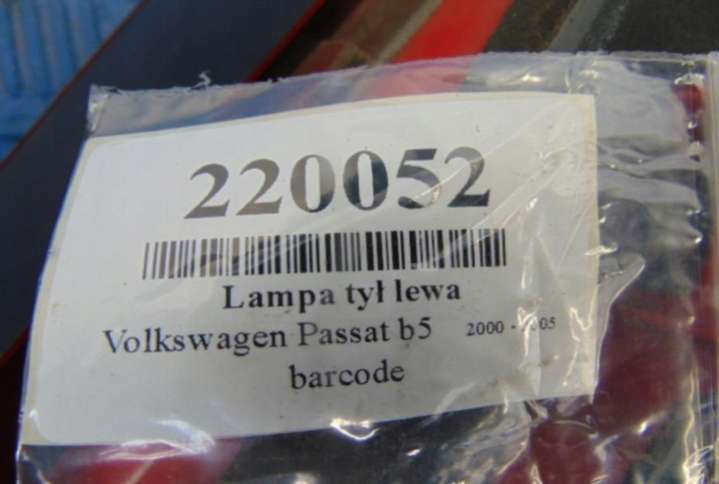 220052
Lampa tył lewa
Volkswagen Passat b5 2000 -
barcode